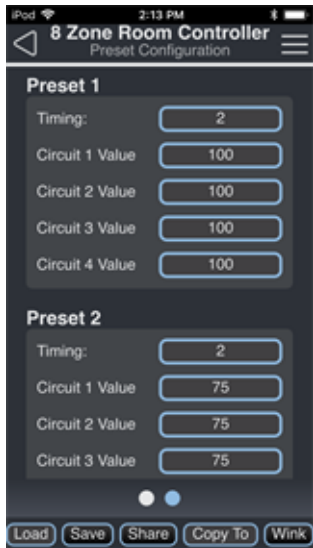 iPod 2:13 PM
8 Zone Room Controller
Preset Configuration
Preset 1
Timing: 2
Circuit 1 Value 100
Circuit 2 Value 100
Circuit 3 Value 100
Circuit 4 Value 100
Preset 2
Timing: 2
Circuit 1 Value 75
Circuit 2 Value 75
Circuit 3 Value 75
Load Save Share Copy To Wink